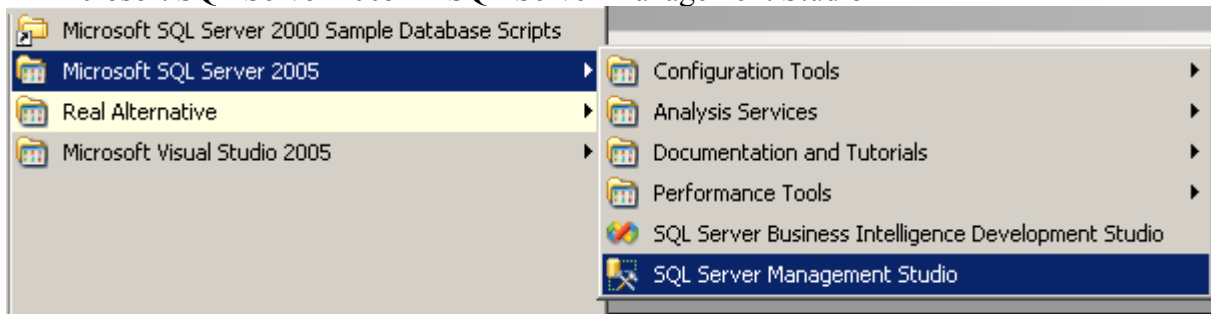 Microsoft SQL Server 2000 Sample Database Scripts
Microsoft SQL Server 2005
Real Alternative
Microsoft Visual Studio 2005
Configuration Tools
Analysis Services
Documentation and Tutorials
Performance Tools
SQL Server Business Intelligence Development Studio
SQL Server Management Studio